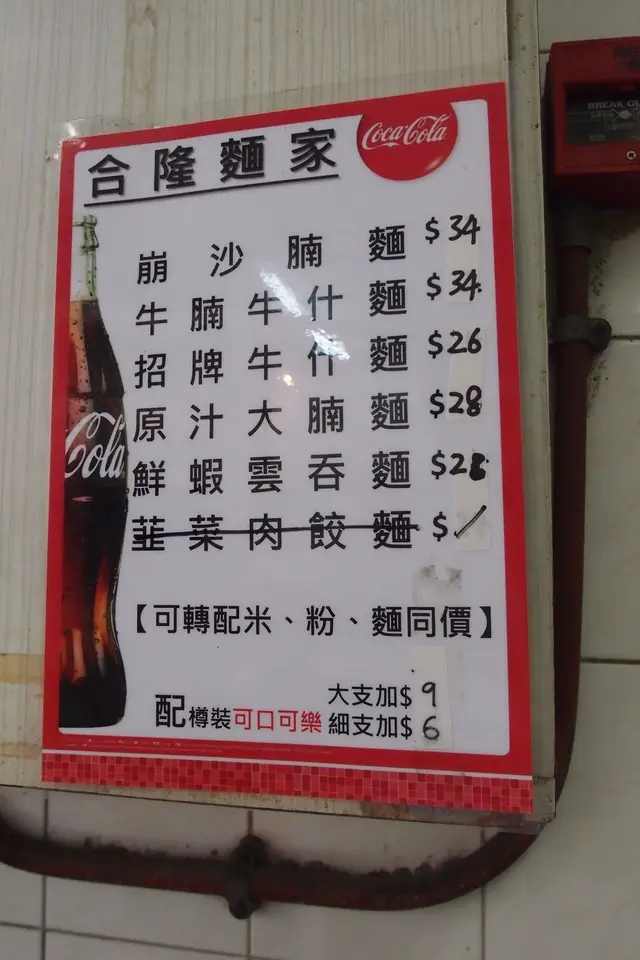 合隆麵家
Coca-Cola
BREAK
崩沙腩麵 $34
牛腩牛什麵 $34
招牌牛什麵 $26
原汁大腩麵 $28
鮮蝦雲吞麵 $28
韮菜肉餃麵 $
Cola
【可轉配米、粉、麵同價】
大支加$ 9
配樽裝可口可樂 細支加$ 6